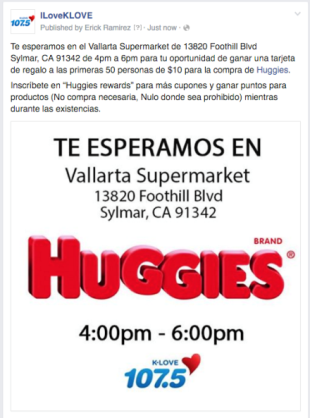 ILoveKLOVE
107.5
Published by Erick Ramirez [?] · Just now ·
Te esperamos en el Vallarta Supermarket de 13820 Foothill Blvd
Sylmar, CA 91342 de 4pm a 6pm para tu oportunidad de ganar una tarjeta
de regalo a las primeras 50 personas de $10 para la compra de Huggies.
Inscríbete en "Huggies rewards" para más cupones y ganar puntos para
productos (No compra necesaria, Nulo donde sea prohibido) mientras
durante las existencias.
TE ESPERAMOS EN
Vallarta Supermarket
13820 Foothill Blvd
Sylmar, CA 91342
BRAND
HUGGIES®
4:00pm - 6:00pm
K-LOVE
107.5